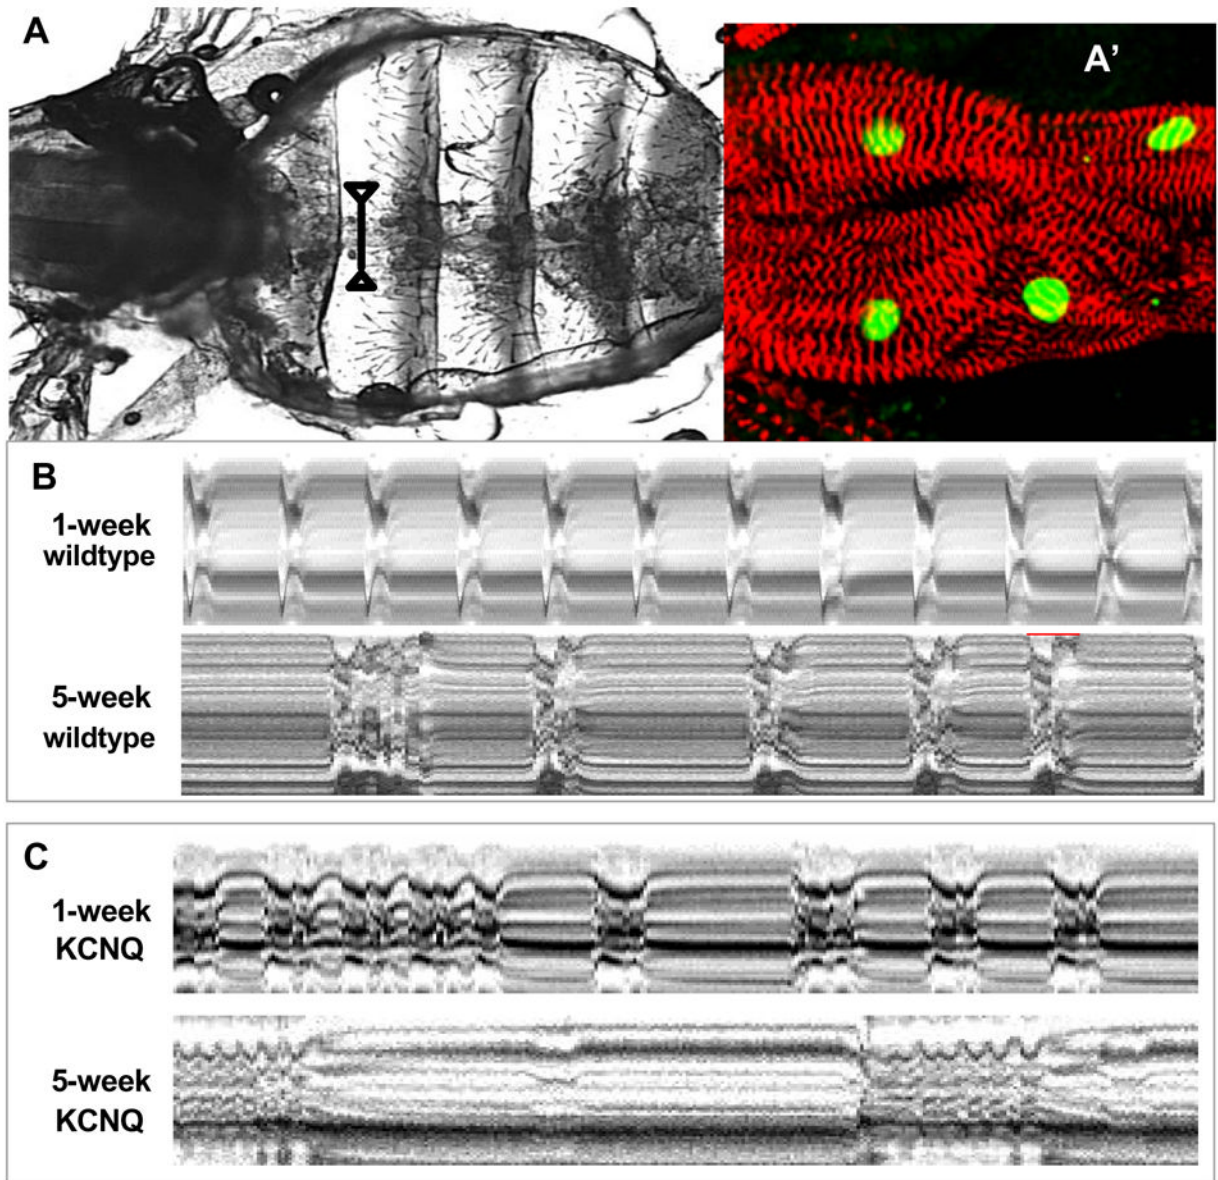 A
A’
B
1-week
wildtype
5-week
wildtype
C
1-week
KCNQ
5-week
KCNQ